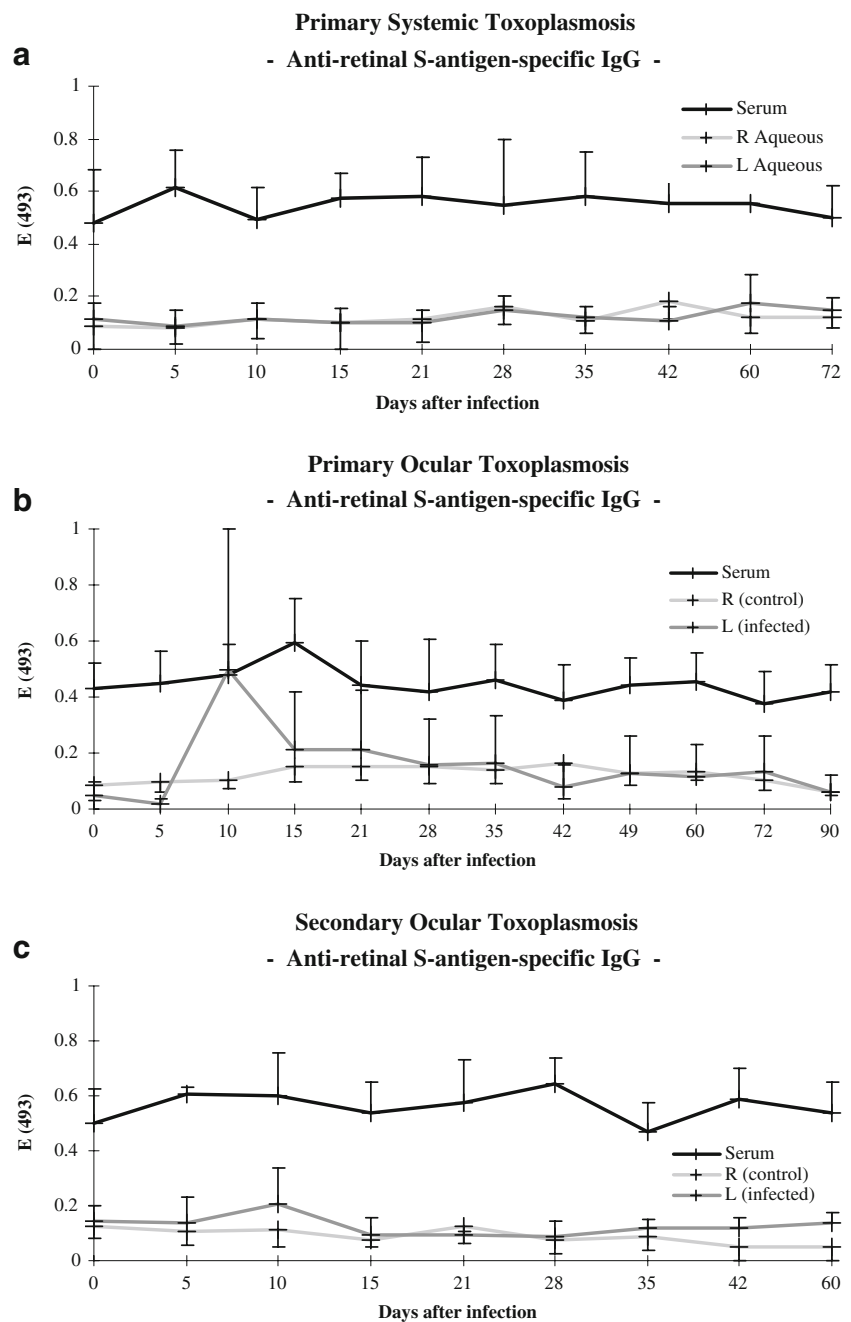 Primary Systemic Toxoplasmosis
a
- Anti-retinal S-antigen-specific IgG -
1
0.8
0.6
0.4
0.2
0
E (493)
Serum
R Aqueous
L Aqueous
0 5 10 15 21 28 35 42 60 72
Days after infection
Primary Ocular Toxoplasmosis
b
- Anti-retinal S-antigen-specific IgG -
1
0.8
0.6
0.4
0.2
0
E (493)
Serum
R (control)
L (infected)
0 5 10 15 21 28 35 42 49 60 72 90
Days after infection
Secondary Ocular Toxoplasmosis
c
- Anti-retinal S-antigen-specific IgG -
1
0.8
0.6
0.4
0.2
0
E (493)
Serum
R (control)
L (infected)
0 5 10 15 21 28 35 42 60
Days after infection